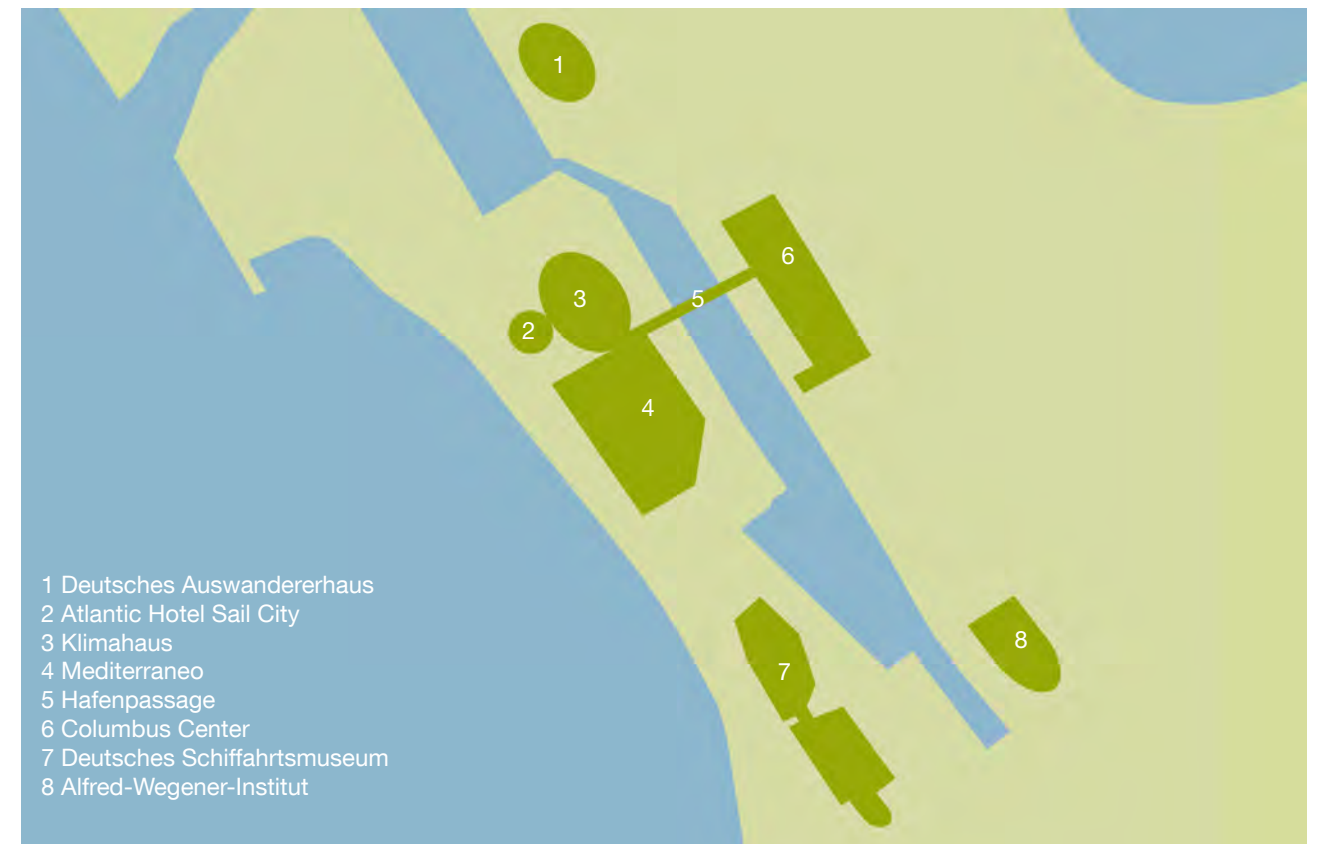 1
6
3
5
2
4
8
7
1 Deutsches Auswandererhaus
2 Atlantic Hotel Sail City
3 Klimahaus
4 Mediterraneo
5 Hafenpassage
6 Columbus Center
7 Deutsches Schiffahrtsmuseum
8 Alfred-Wegener-Institut